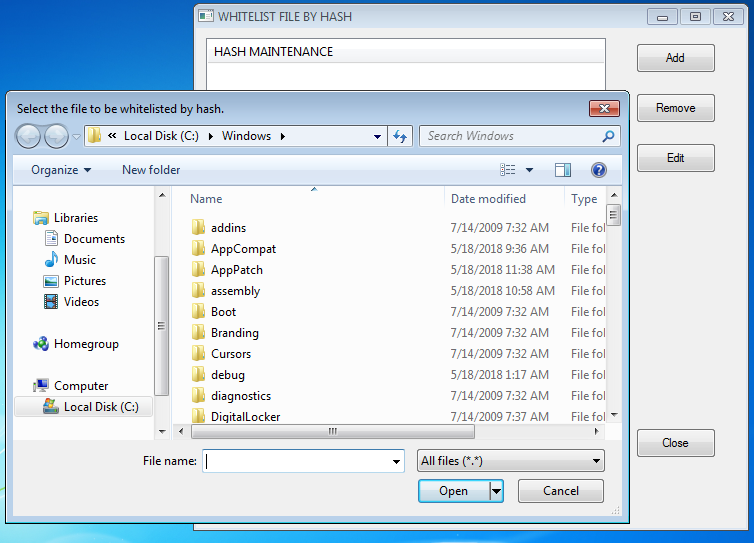 WHITELIST FILE BY HASH
HASH MAINTENANCE
Add
Remove
Edit
Close
Select the file to be whitelisted by hash.
« Local Disk (C:) Windows
Search Windows
Organize New folder
Libraries
Documents
Music
Pictures
Videos
Homegroup
Computer
Local Disk (C:)
Name Date modified Type
addins 7/14/2009 7:32 AM File fol
AppCompat 5/18/2018 9:36 AM File fol
AppPatch 5/18/2018 11:38 AM File fol
assembly 5/18/2018 10:58 AM File fol
Boot 7/14/2009 7:32 AM File fol
Branding 7/14/2009 7:32 AM File fol
Cursors 7/14/2009 7:32 AM File fol
debug 5/18/2018 1:17 AM File fol
diagnostics 7/14/2009 7:32 AM File fol
DigitalLocker 7/14/2009 7:37 AM File fol
File name:
All files (*.*)
Open Cancel